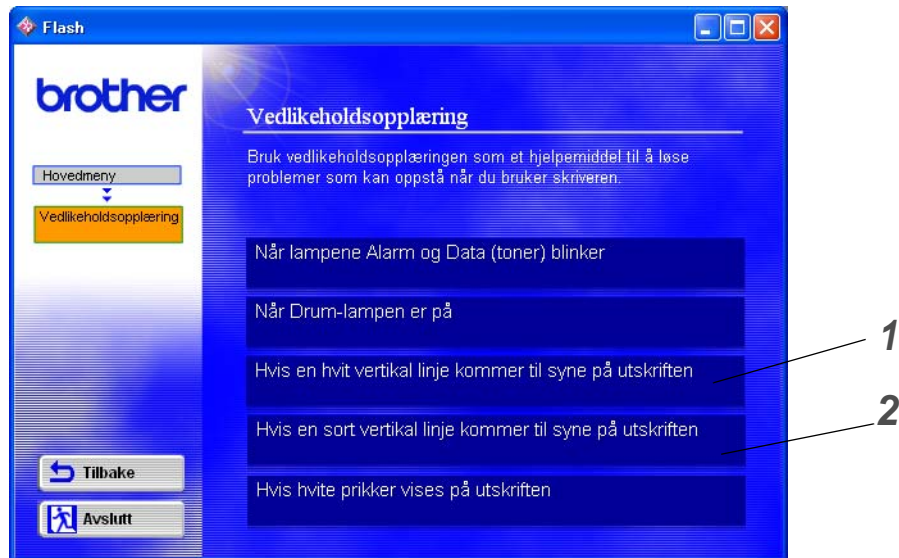 Flash
brother
Hovedmeny
Vedlikeholdsopplæring
Vedlikeholdsopplæring
Bruk vedlikeholdsopplæringen som et hjelpemiddel til å løse
problemer som kan oppstå når du bruker skriveren.
Når lampene Alarm og Data (toner) blinker
Når Drum-lampen er på
Hvis en hvit vertikal linje kommer til syne på utskriften
1
Hvis en sort vertikal linje kommer til syne på utskriften
2
Hvis hvite prikker vises på utskriften
Tilbake
Avslutt